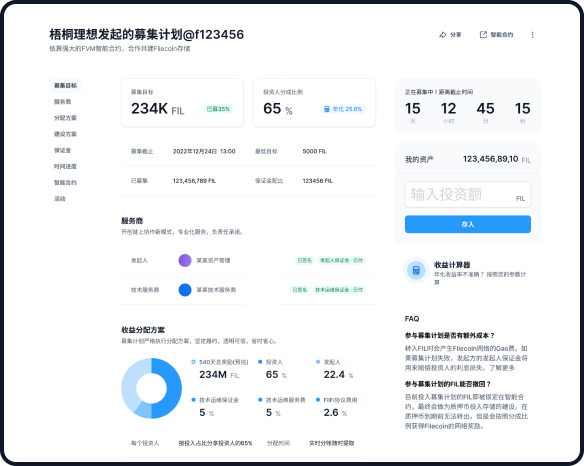 梧桐理想发起的募集计划@f123456
依靠强大的FVM智能合约，合作共建Filecoin存储
分享
智能合约
募集目标
服务商
分配方案
建设方案
保证金
时间进度
智能合约
活动
募集目标
234K FIL
已募35%
投资人分成比例
65 %
年化 25.6%
募集截止 2022年12月24日 13:00 最低目标 5000 FIL
已募集 123,456,789 FIL 保证金配比 123456 FIL
服务商
开创链上协作新模式，专业化服务，负责任承诺。
发起人 某某资产管理 已签名 发起人保证金 · 已付
技术服务商 某某技术服务商 已签名 技术运维保证金 · 已付
收益分配方案
募集计划严格执行分配方案，坚定履约，透明可信，省时省心。
540天总奖励(预估)
234M FIL
投资人
65 %
发起人
22.4 %
技术运维保证金
5 %
技术运维服务费
5 %
FilFi协议费用
2.6 %
每个投资人 按投入占比分享投资人的65% 分配时间 实时分账随时提取
正在募集中！距离截止时间
15 12 45 15
天 小时 分 秒
我的资产 123,456,89,10 FIL
输入投资额 FIL
存入
收益计算器
年化收益率不准确？ 按照您的参数计
算
FAQ
参与募集计划是否有额外成本？
转入FIL时会产生Filecoin网络的Gas费。如
果募集计划失败，发起方的发起人保证金将
用来赔偿投资人的利息损失。了解更多
参与募集计划的FIL能否撤回？
目前投入募集计划的FIL即被锁定在智能合
约，最终会做为质押币投入存储的建设。在
质押币到期前无法转出，但是会按照分成比
例获得Filecoin的网络奖励。